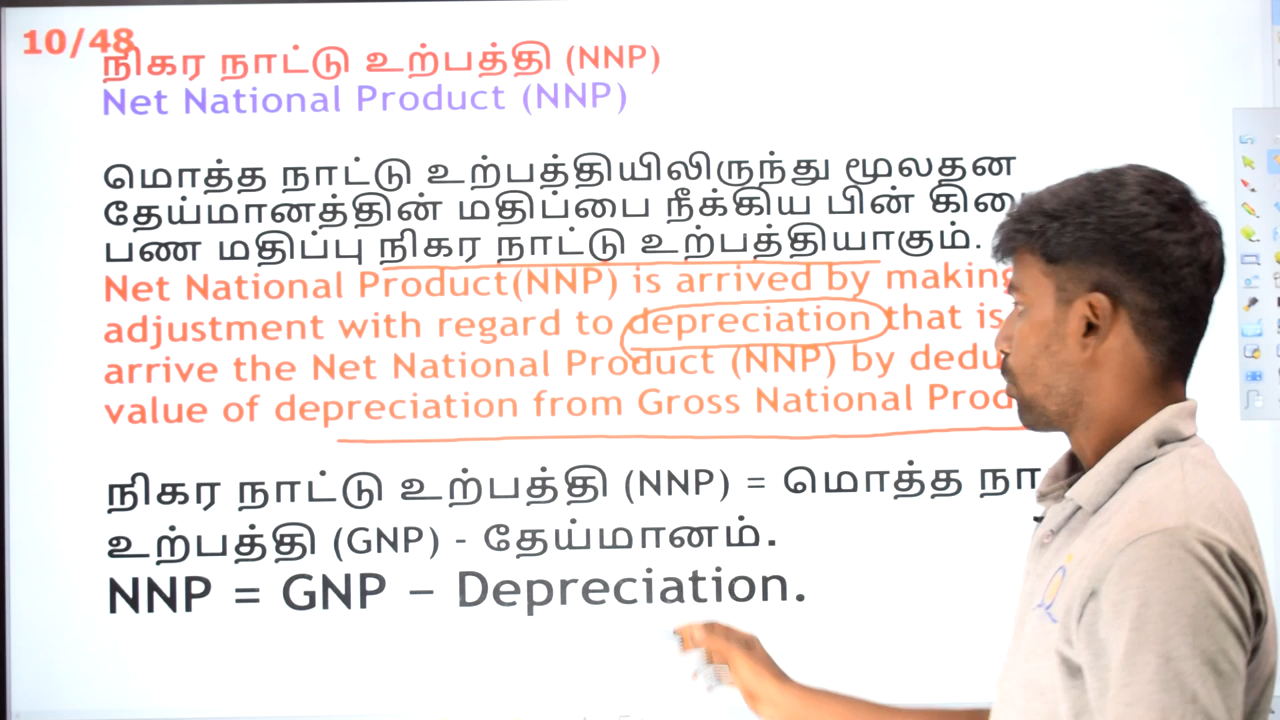 10/48
நிகர நாட்டு உற்பத்தி (NNP)
Net National Product (NNP)
மொத்த நாட்டு உற்பத்தியிலிருந்து மூலதன
தேய்மானத்தின் மதிப்பை நீக்கிய பின்
பண மதிப்பு நிகர நாட்டு உற்பத்தியாகும்.
Net National Product(NNP) is arrived by making
adjustment with regard to depreciation that is
arrive the Net National Product (NNP) by
value of depreciation from Gross National
நிகர நாட்டு உற்பத்தி (NNP) = மொத்த
உற்பத்தி (GNP) - தேய்மானம்.
NNP = GNP – Depreciation.